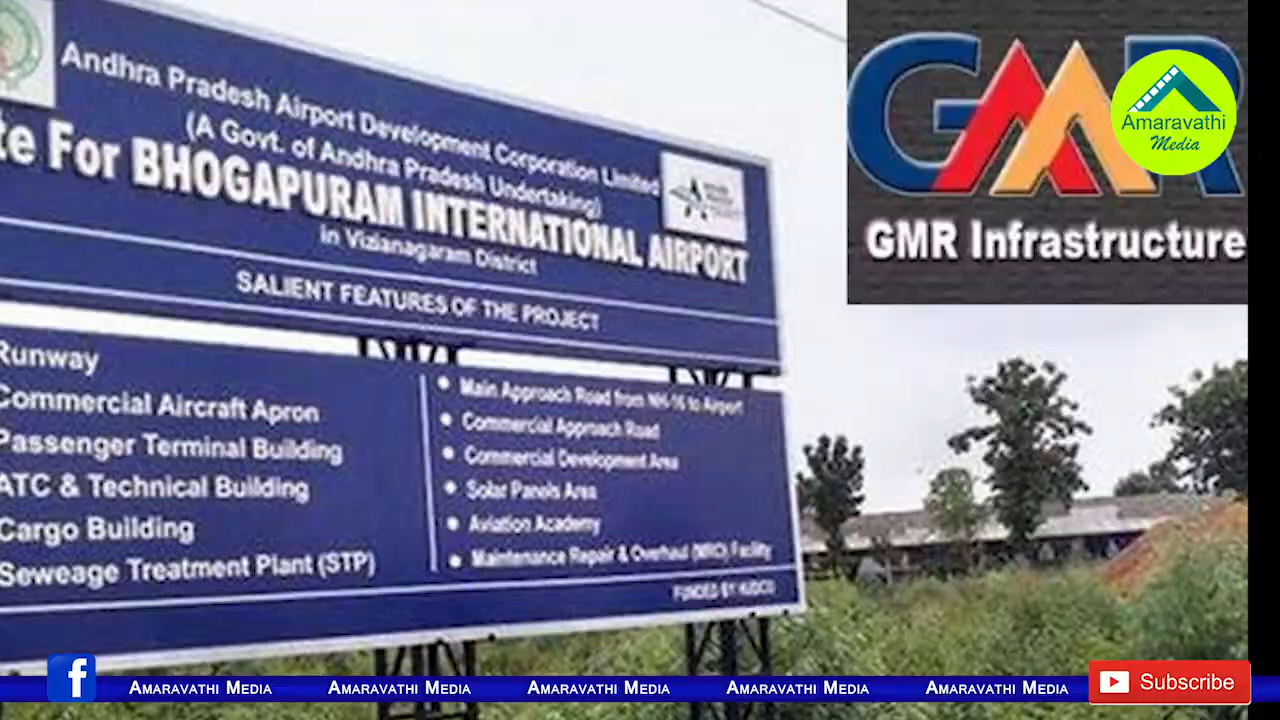 Andhra Pradesh Airport Development Corporation Limited
(A Govt. of Andhra Pradesh Undertaking)
te For BHOGAPURAM INTERNATIONAL AIRPORT
in Vizianagaram District
SALIENT FEATURES OF THE PROJECT
Runway
Commercial Aircraft Apron
Passenger Terminal Building
ATC & Technical Building
Cargo Building
Seweage Treatment Plant (STP)
Main Approach Road from NH-16 to Airport
Commercial Approach Road
Commercial Development Area
Solar Panels Area
Aviation Academy
Maintenance Repair & Overhaul (MRO) Facility
FUNDED BY HUDCO
GMR
GMR Infrastructure
Amaravathi
Media
f
AMARAVATHI MEDIA AMARAVATHI MEDIA AMARAVATHI MEDIA AMARAVATHI MEDIA AMARAVATHI MEDIA
Subscribe